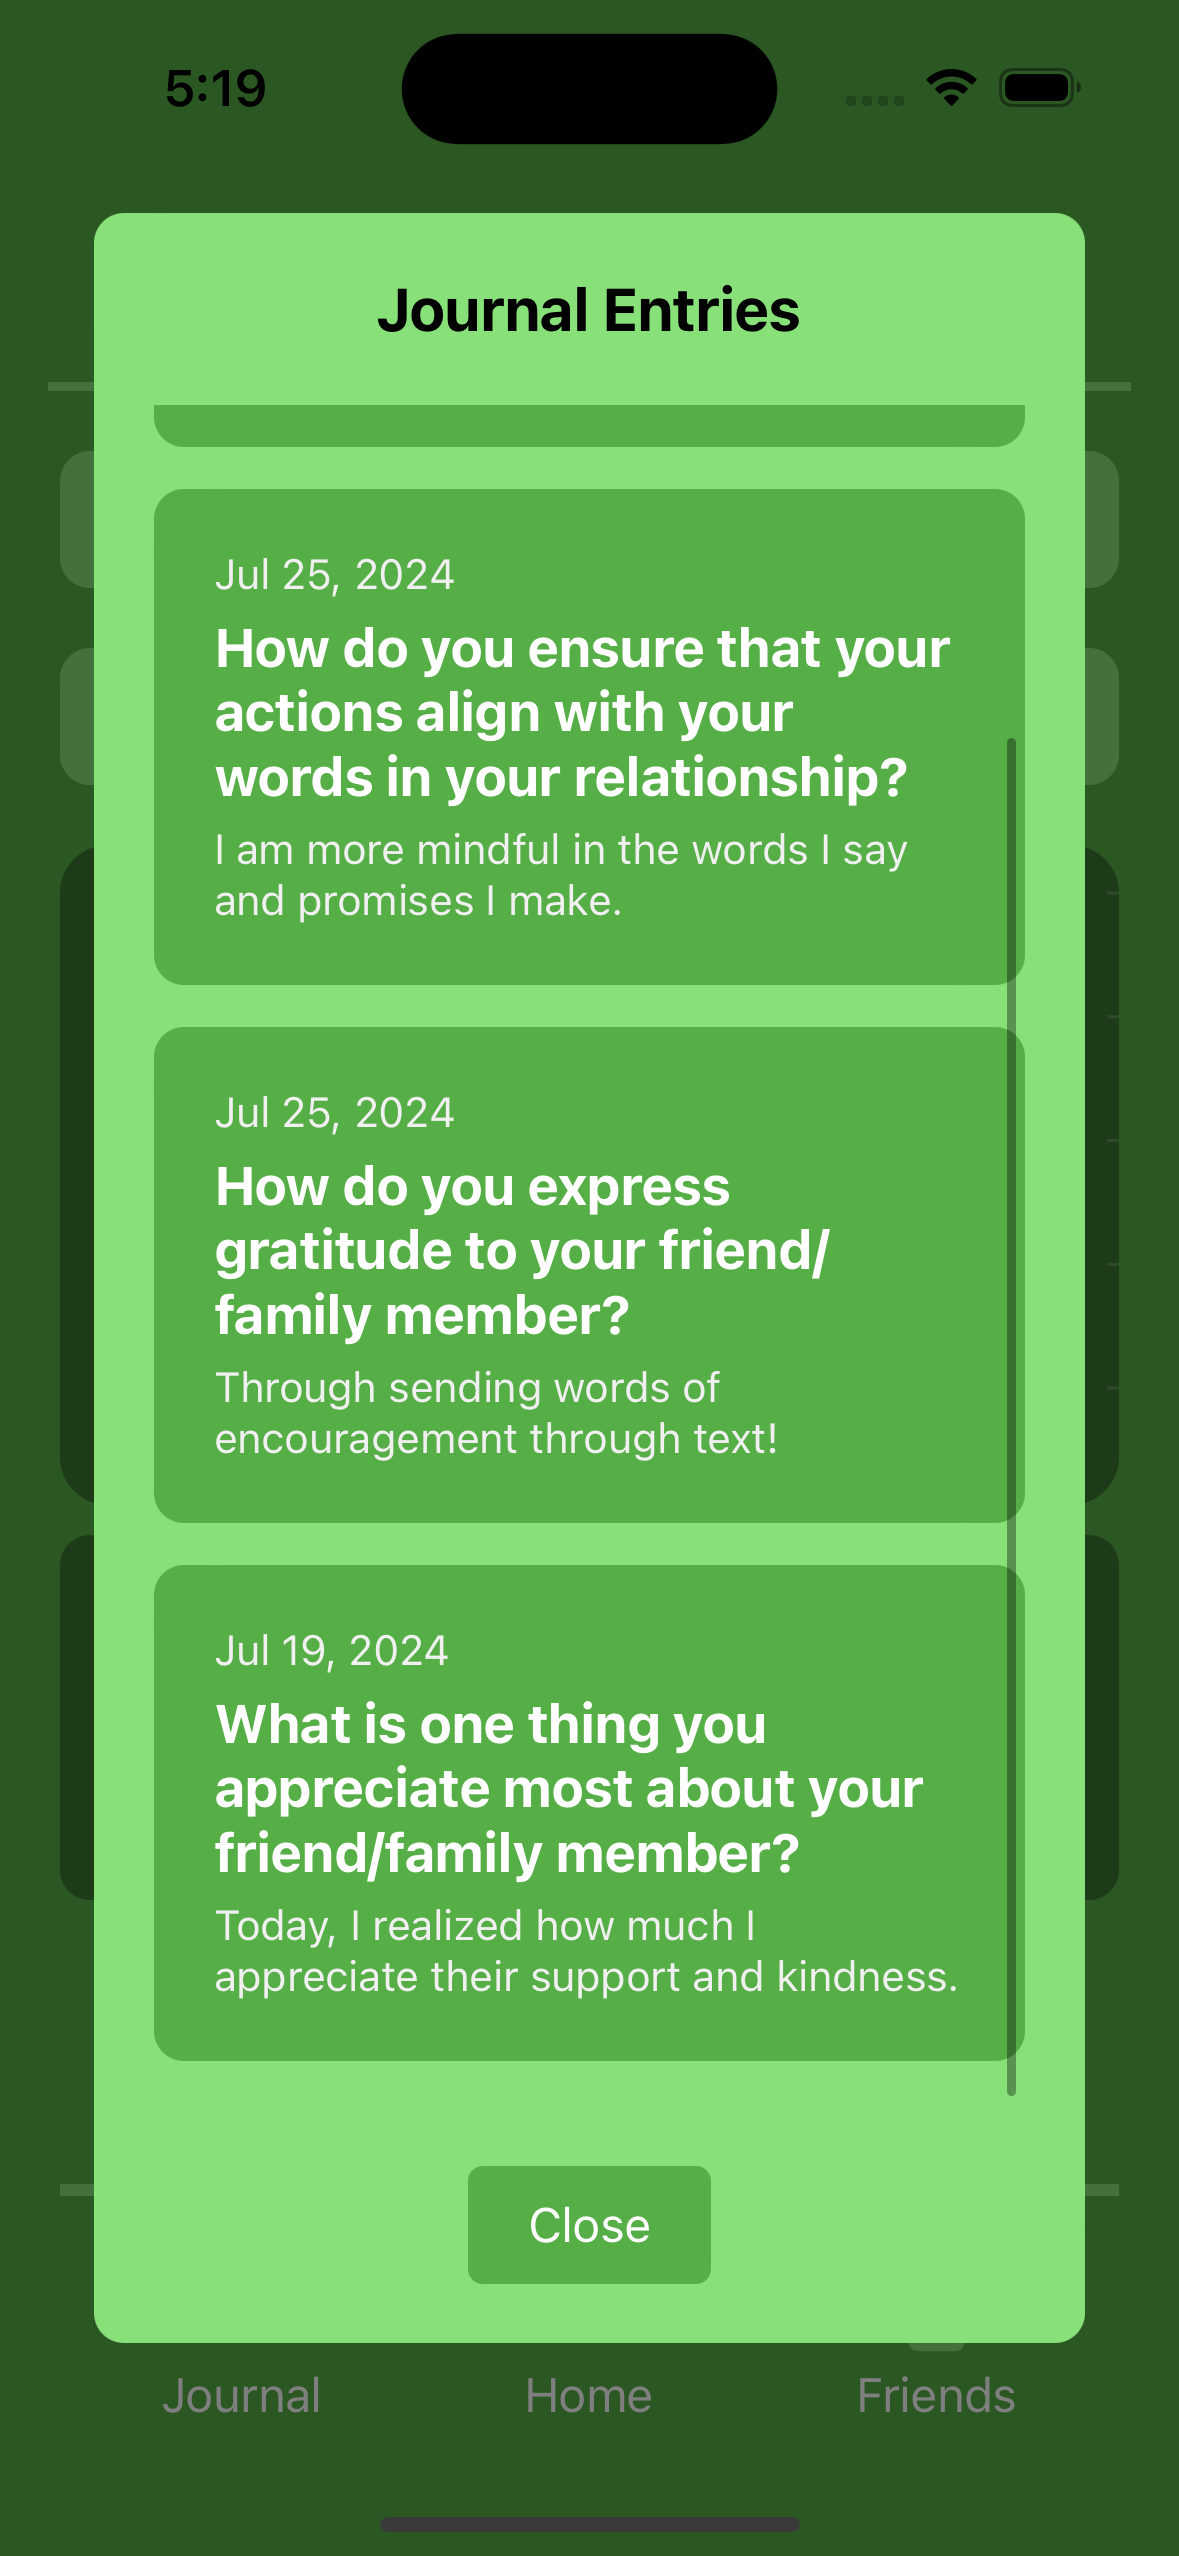 5:19
Journal Entries
Jul 25, 2024
How do you ensure that your
actions align with your
words in your relationship?
I am more mindful in the words I say
and promises I make.
Jul 25, 2024
How do you express
gratitude to your friend/
family member?
Through sending words of
encouragement through text!
Jul 19, 2024
What is one thing you
appreciate most about your
friend/family member?
Today, I realized how much I
appreciate their support and kindness.
Close
Journal
Home
Friends